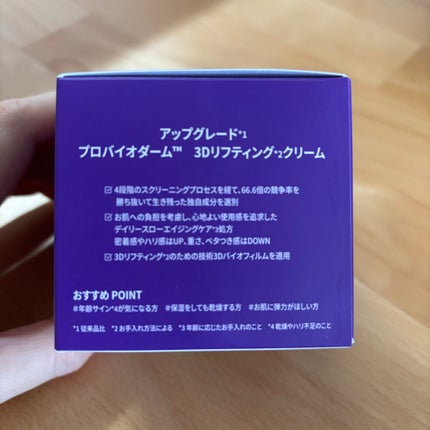 アップグレード*1
プロバイオダーム™ 3Dリフティング*2クリーム
☑ 4段階のスクリーニングプロセスを経て、66.6倍の競争率を
勝ち抜いて生き残った独自成分を選別
☑ お肌への負担を考慮し、心地よい使用感を追求した
デイリースローエイジングケア*3処方
密着感やハリ感はUP、重さ、ベタつき感はDOWN
☑ 3Dリフティング*2のための技術3Dバイオフィルムを適用
おすすめ POINT
#年齢サイン*4が気になる方 #保湿をしても乾燥する方 #お肌に弾力がほしい方
*1 従来品比 *2 お手入れ方法による *3 年齢に応じたお手入れのこと *4 乾燥やハリ不足のこと